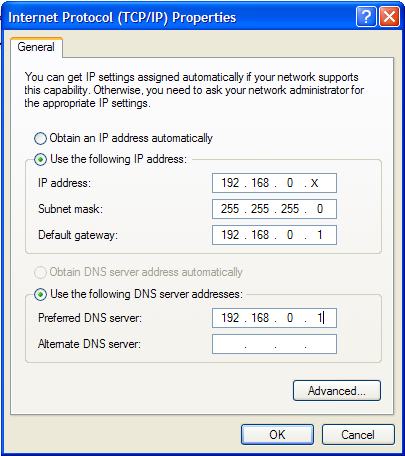 Internet Protocol (TCP/IP) Properties
General
You can get IP settings assigned automatically if your network supports
this capability. Otherwise, you need to ask your network administrator for
the appropriate IP settings.
Obtain an IP address automatically
Use the following IP address:
IP address: 192 . 168 . 0 . X
Subnet mask: 255 . 255 . 255 . 0
Default gateway: 192 . 168 . 0 . 1
Obtain DNS server address automatically
Use the following DNS server addresses:
Preferred DNS server: 192 . 168 . 0 . 1
Alternate DNS server: . . .
Advanced...
OK Cancel